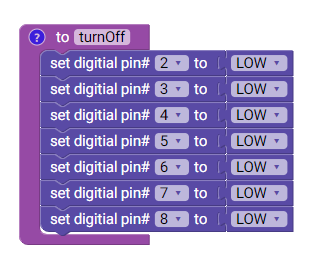 ? to turnOff
set digitial pin# 2 to LOW
set digitial pin# 3 to LOW
set digitial pin# 4 to LOW
set digitial pin# 5 to LOW
set digitial pin# 6 to LOW
set digitial pin# 7 to LOW
set digitial pin# 8 to LOW